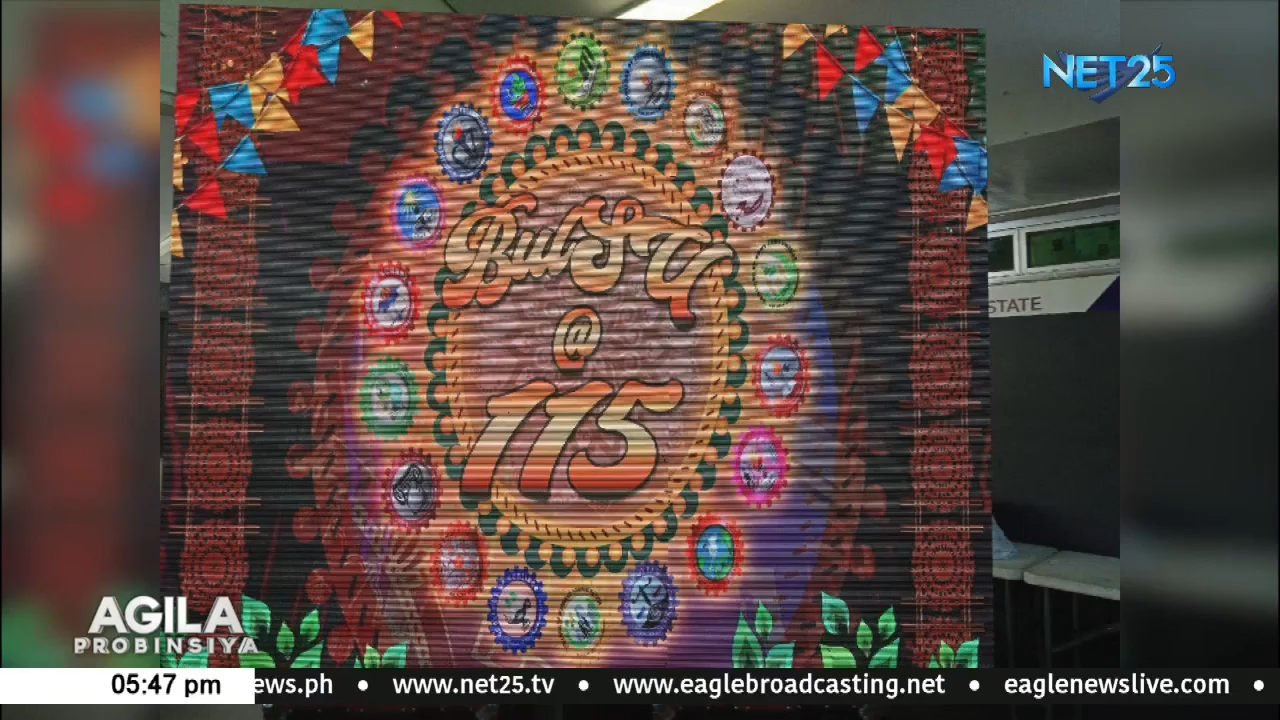 NET25
BulSU
@
115
STATE
AGILA
PROBINSIYA
05:47 pm
ews.ph • www.net25.tv • www.eaglebroadcasting.net • eaglenewslive.com •